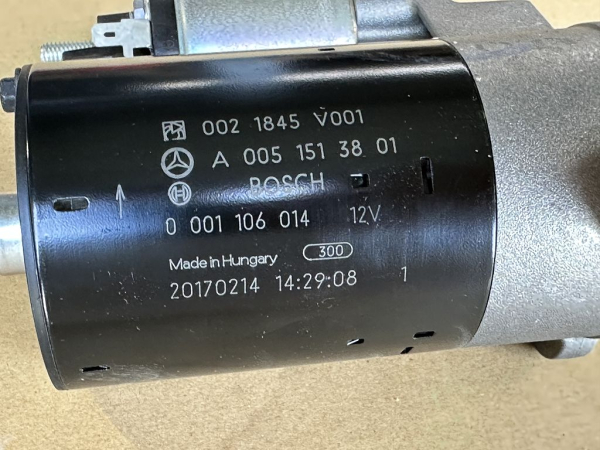 002 1845 V001
A 005 151 38 01
BOSCH
0 001 106 014 12V
Made in Hungary 300
20170214 14:29:08 1